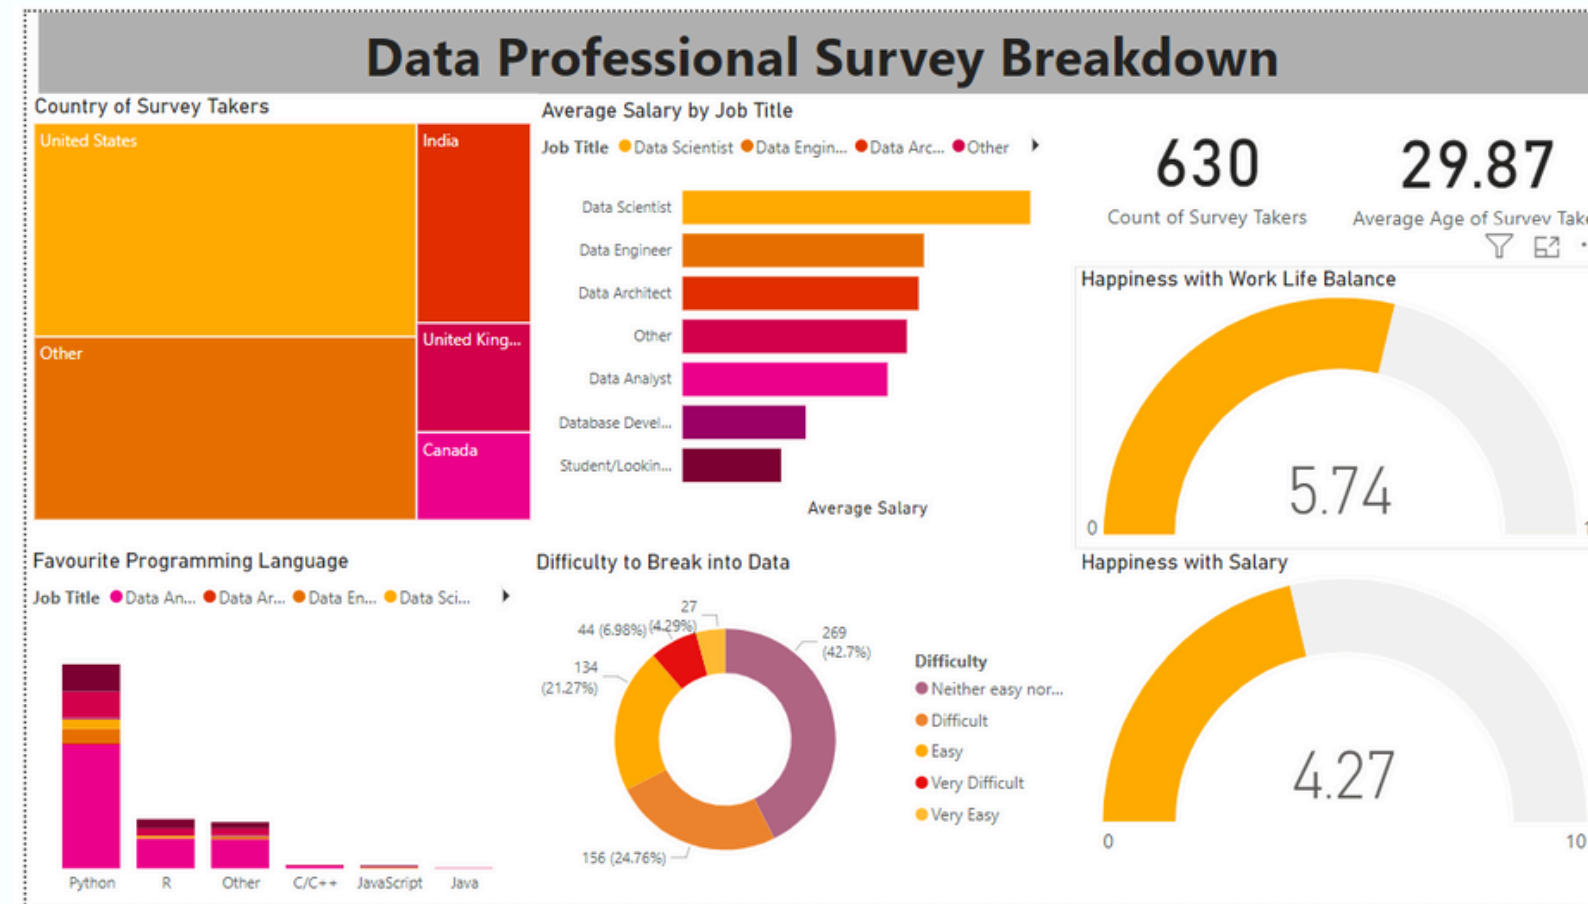 Data Professional Survey Breakdown
Country of Survey Takers
United States
India
Other
United King...
Canada
Average Salary by Job Title
Job Title Data Scientist Data Engin... Data Arc... Other
Data Scientist
Data Engineer
Data Architect
Other
Data Analyst
Database Devel...
Student/Lookin...
Average Salary
630
Count of Survey Takers
29.87
Average Age of Survey Take
Happiness with Work Life Balance
5.74
0
1
Favourite Programming Language
Job Title Data An... Data Ar... Data En... Data Sci...
Python R Other C/C++ JavaScript Java
Difficulty to Break into Data
27
(4.29%)
44 (6.98%)
269
(42.7%)
134
(21.27%)
156 (24.76%)
Difficulty
Neither easy nor...
Difficult
Easy
Very Difficult
Very Easy
Happiness with Salary
4.27
0
10